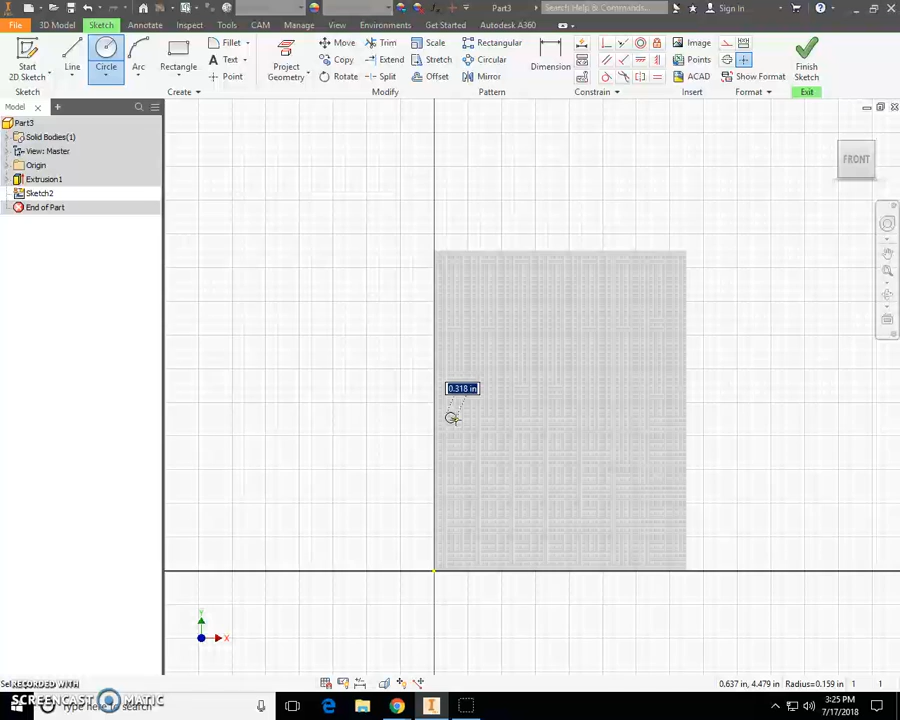 Part3
Search Help & Commands...
Sign In
File
3D Model
Sketch
Annotate
Inspect
Tools
CAM
Manage
View
Environments
Get Started
Autodesk A360
Start
2D Sketch
Line
Circle
Arc
Rectangle
Fillet
Text
Point
Project
Geometry
Move
Copy
Rotate
Trim
Extend
Split
Scale
Stretch
Offset
Rectangular
Circular
Mirror
Dimension
Image
Points
ACAD
Show Format
Finish
Sketch
Sketch
Create
Modify
Pattern
Constrain
Insert
Format
Exit
Model
Part3
Solid Bodies(1)
View: Master
Origin
Extrusion1
Sketch2
End of Part
FRONT
0.318 in
Y
X
RECORDED WITH
SCREENCAST MATIC
Type here to search
0.637 in, 4.479 in
Radius=0.159 in
1
1
3:25 PM
7/17/2018